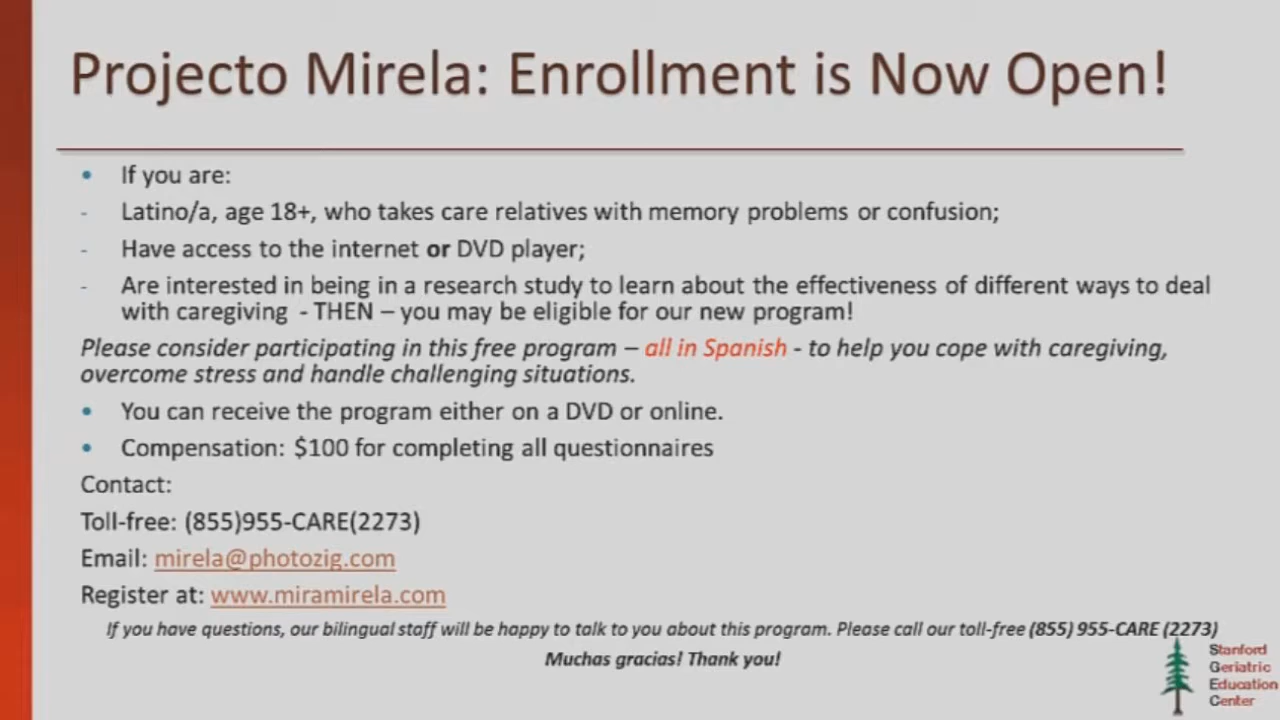 Projecto Mirela: Enrollment is Now Open!
• If you are:
- Latino/a, age 18+, who takes care relatives with memory problems or confusion;
- Have access to the internet or DVD player;
- Are interested in being in a research study to learn about the effectiveness of different ways to deal
with caregiving - THEN – you may be eligible for our new program!
Please consider participating in this free program – all in Spanish - to help you cope with caregiving,
overcome stress and handle challenging situations.
• You can receive the program either on a DVD or online.
• Compensation: $100 for completing all questionnaires
Contact:
Toll-free: (855)955-CARE(2273)
Email: mirela@photozig.com
Register at: www.miramirela.com
If you have questions, our bilingual staff will be happy to talk to you about this program. Please call our toll-free (855) 955-CARE (2273)
Muchas gracias! Thank you!
Stanford
Geriatric
Education
Center